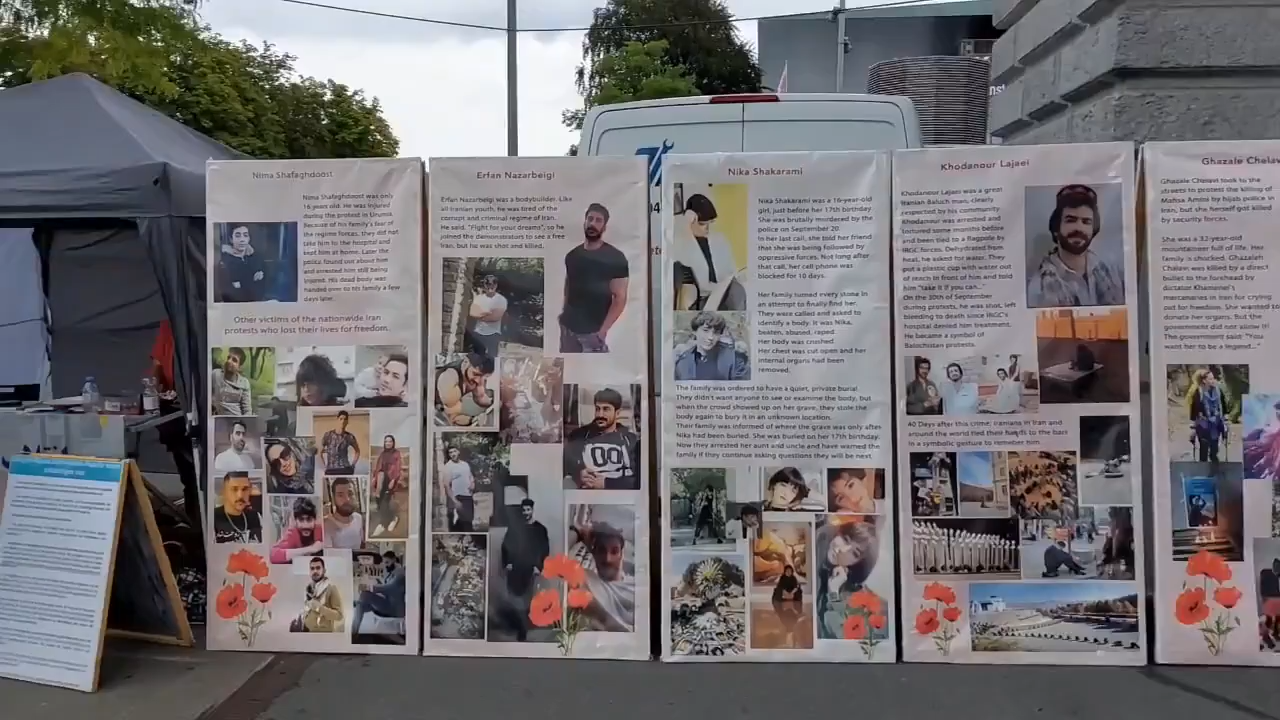 Nima Shafaghdoost
Nima Shafaghdoost was only
16 years old. He was injured
during the protest in Urumia.
Because of his family's fear of
the regime forces, they did not
take him to the hospital and
kept him at home. Later the
police found out about him
and arrested him still being
injured. His dead body was
handed over to his family a few
days later.
Other victims of the nationwide Iran
protests who lost their lives for freedom.
Erfan Nazarbeigi
Erfan Nazarbeigi was a bodybuilder. Like
all Iranian youth, he was tired of the
corrupt and criminal regime of Iran.
He said, "Fight for your dreams", so he
joined the demonstrators to see a free
Iran, but he was shot and killed.
Nika Shakarami
Nika Shakarami was a 16-year-old
girl, just before her 17th birthday.
She was brutally murdered by the
police on September 20
In her last call, she told her friend
that she was being followed by
oppressive forces. Not long after
that call, her cell phone was
blocked for 10 days.
Her family turned every stone in
an attempt to finally find her.
They were called and asked to
identify a body. It was Nika,
beaten, abused, raped.
Her body was crushed
Her chest was cut open and her
internal organs had been
removed.
The family was ordered to have a quiet, private burial
They didn't want anyone to see or examine the body, but
when the crowd showed up on her grave, they stole the
body again to bury it in an unknown location.
Their family was informed of where the grave was only after
Nika had been buried. She was buried on her 17th birthday.
Now they arrested her aunt and uncle and have warned the
family if they continue asking questions they will be next.
Khodanour Lajaei
Khodanour Lajaei was a great
Iranian Baluch man, clearly
respected by his community
Khodanour was arrested and
tortured some months before
and been tied to a flagpole by
IRGC forces. Dehydrated from
heat, he asked for water. They
put a plastic cup with water out
of reach in front of him and told
him "take it if you can..."
On the 30th of September
during protests, he was shot, left
bleeding to death since IRGC's
hospital denied him treatment.
He became a symbol of
Balochistan protests.
40 Days after this crime, Iranians in Iran and
around the world tied their hands to the back
in a symbolic gesture to remember him.
Ghazale Chelav
Ghazale Chelavi took to the
streets to protest the killing of
Mahsa Amini for hijab police in
Iran, but she herself got killed
by security forces.
She was a 32-year-old
mountaineer full of life. Her
family is shocked. Ghazaleh
Chelavi was killed by a direct
bullet to the forehead by
dictator Khamenei's
mercenaries in Iran for crying
out for freedom. She wanted to
donate her organs. But the
government did not allow it!
The government said: "You
want her to be a legend..."
00